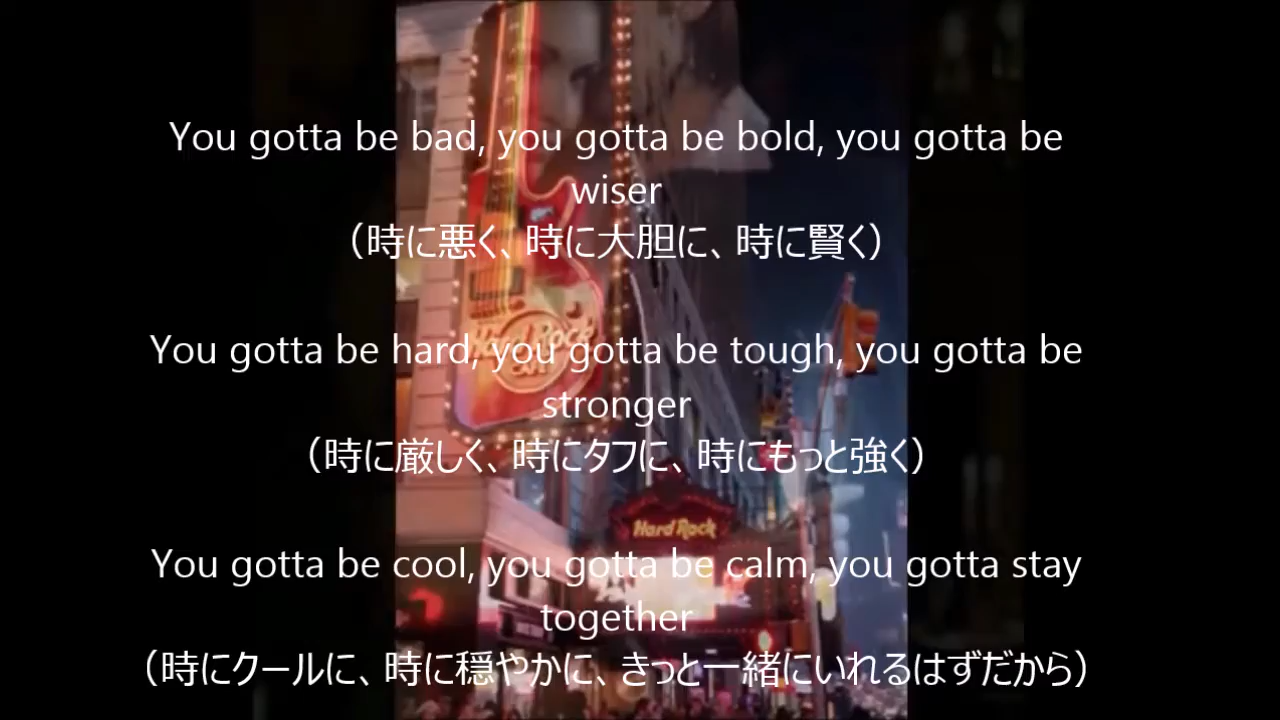 You gotta be bad, you gotta be bold, you gotta be
wiser
（時に悪く、時に大胆に、時に賢く）
You gotta be hard, you gotta be tough, you gotta be
stronger
（時に厳しく、時にタフに、時にもっと強く）
You gotta be cool, you gotta be calm, you gotta stay
together
（時にクールに、時に穏やかに、きっと一緒にいれるはずだから）
Hard Rock
CAFE
Hard Rock